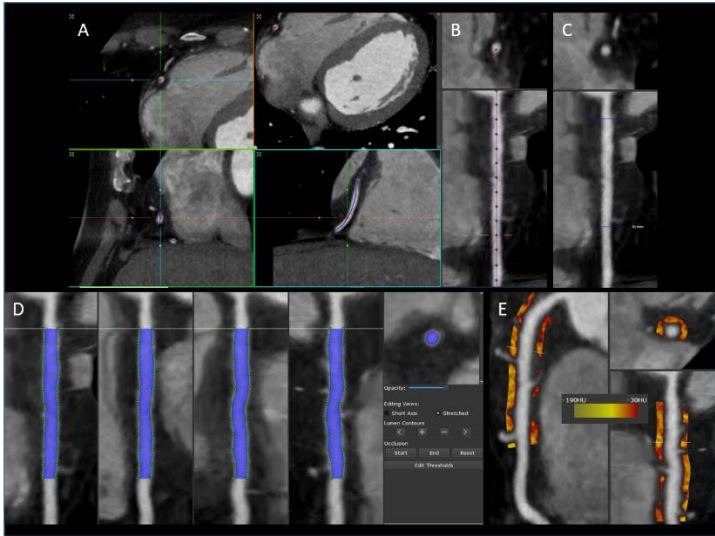 A
B
C
D
E
Opacity:
Editing Views:
Short Axis
Stretched
Lumen Contours
< + − >
Occlusion
Start End Reset
Edit Thresholds
-190HU -30HU